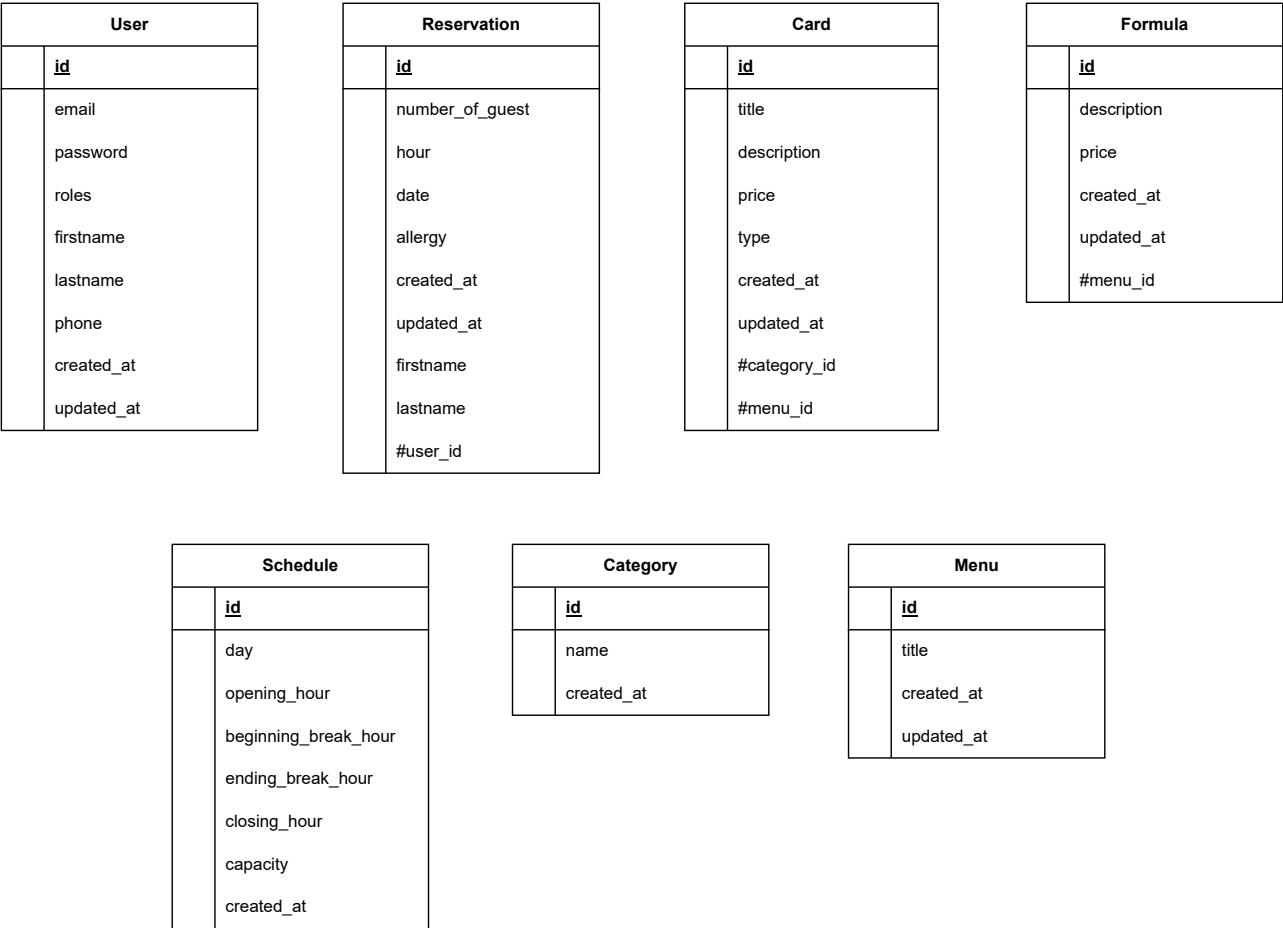 User
id
email
password
roles
firstname
lastname
phone
created_at
updated_at
Reservation
id
number_of_guest
hour
date
allergy
created_at
updated_at
firstname
lastname
#user_id
Card
id
title
description
price
type
created_at
updated_at
#category_id
#menu_id
Formula
id
description
price
created_at
updated_at
#menu_id
Schedule
id
day
opening_hour
beginning_break_hour
ending_break_hour
closing_hour
capacity
created_at
Category
id
name
created_at
Menu
id
title
created_at
updated_at